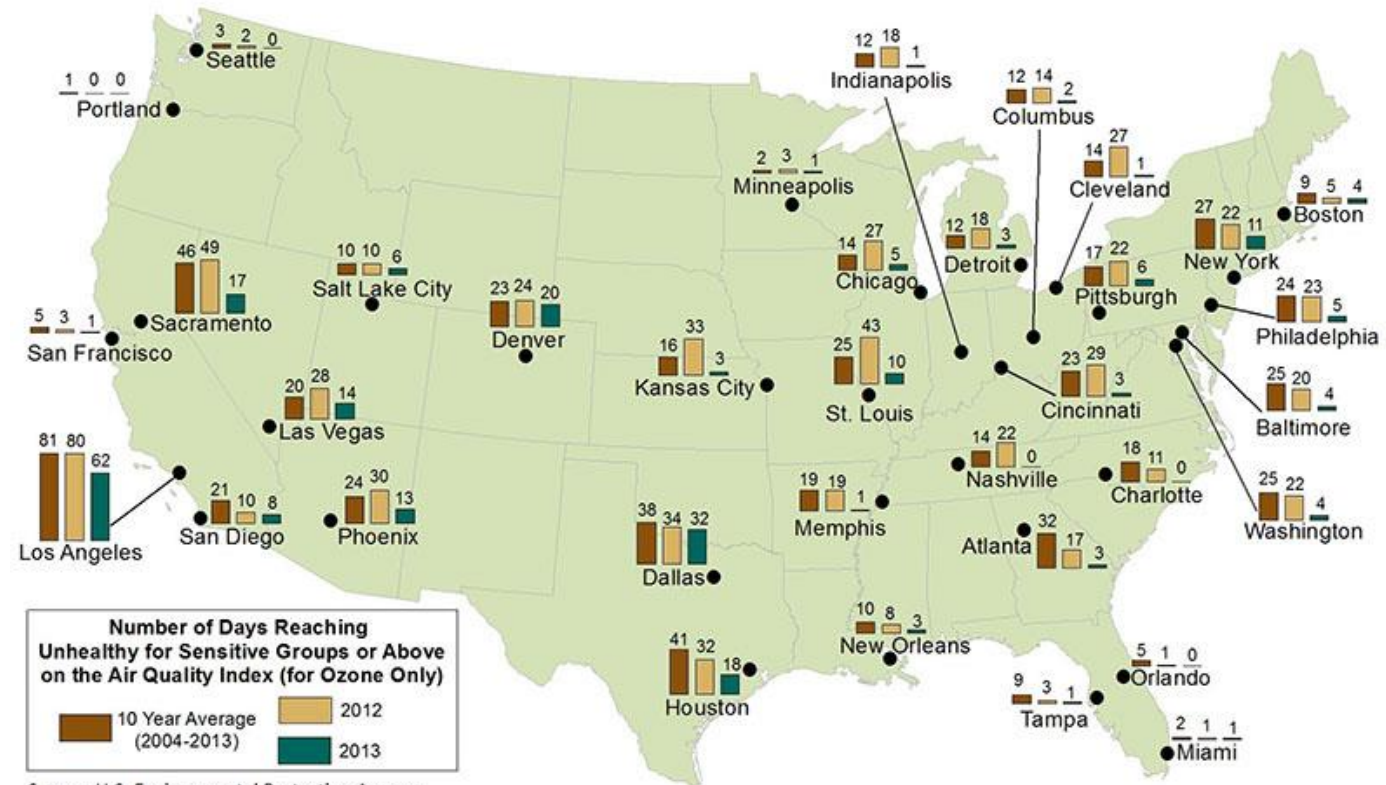 3 2 0
Seattle
1 0 0
Portland
12 18 1
Indianapolis
12 14 2
Columbus
14 27 1
Cleveland
2 3 1
Minneapolis
9 5 4
Boston
27 22 11
New York
46 49 17
Sacramento
10 10 6
Salt Lake City
23 24 20
Denver
14 27 5
Chicago
12 18 3
Detroit
17 22 6
Pittsburgh
24 23 5
Philadelphia
5 3 1
San Francisco
16 33 3
Kansas City
25 43 10
St. Louis
23 29 3
Cincinnati
25 20 4
Baltimore
20 28 14
Las Vegas
81 80 62
Los Angeles
21 10 8
San Diego
24 30 13
Phoenix
38 34 32
Dallas
19 19 1
Memphis
14 22 0
Nashville
18 11 0
Charlotte
25 22 4
Washington
32 17 3
Atlanta
10 8 3
New Orleans
41 32 18
Houston
5 1 0
Orlando
9 3 1
Tampa
2 1 1
Miami
Number of Days Reaching
Unhealthy for Sensitive Groups or Above
on the Air Quality Index (for Ozone Only)
10 Year Average
(2004-2013)
2012
2013